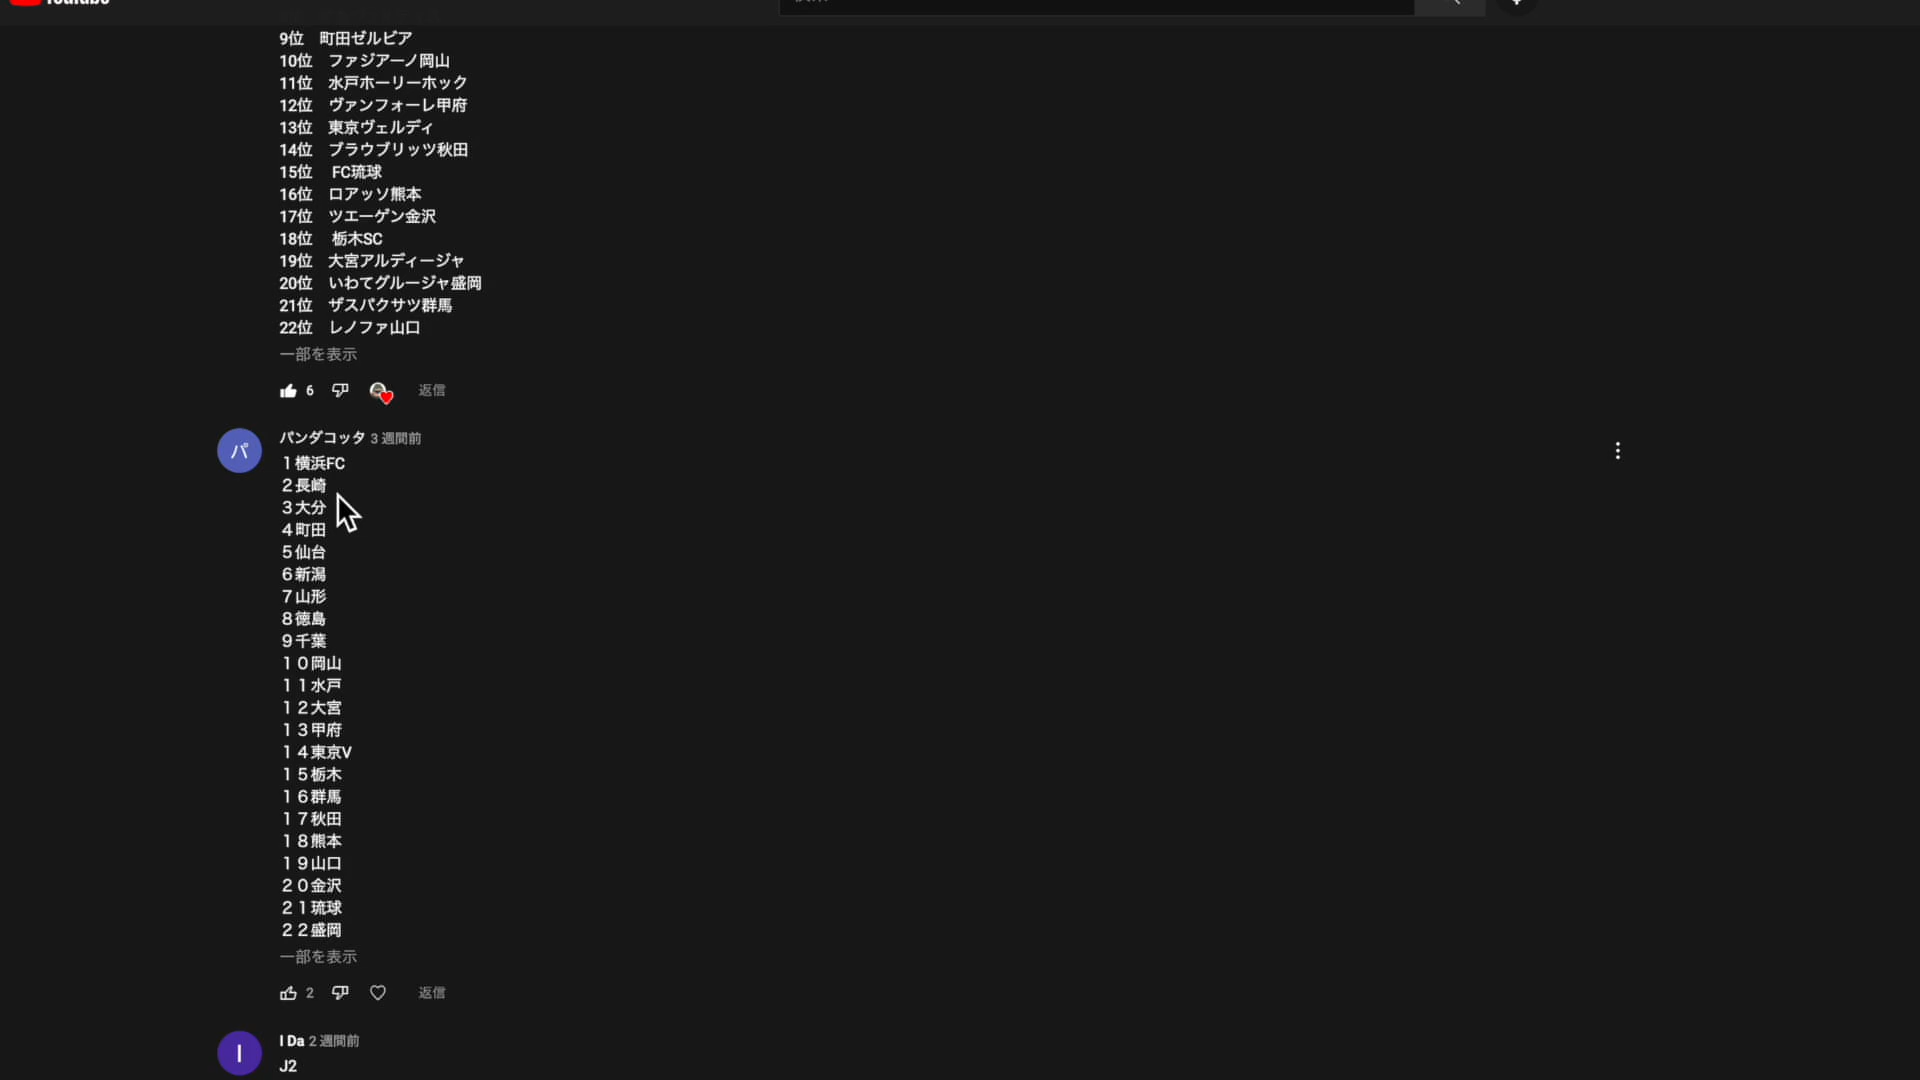 YouTube
9位　町田ゼルビア
10位　ファジアーノ岡山
11位　水戸ホーリーホック
12位　ヴァンフォーレ甲府
13位　東京ヴェルディ
14位　ブラウブリッツ秋田
15位　FC琉球
16位　ロアッソ熊本
17位　ツエーゲン金沢
18位　栃木SC
19位　大宮アルディージャ
20位　いわてグルージャ盛岡
21位　ザスパクサツ群馬
22位　レノファ山口
一部を表示
6 返信
パ
パンダコッタ 3 週間前
１横浜FC
２長崎
３大分
４町田
５仙台
６新潟
７山形
８徳島
９千葉
１０岡山
１１水戸
１２大宮
１３甲府
１４東京V
１５栃木
１６群馬
１７秋田
１８熊本
１９山口
２０金沢
２１琉球
２２盛岡
一部を表示
2 返信
I
I Da 2 週間前
J2